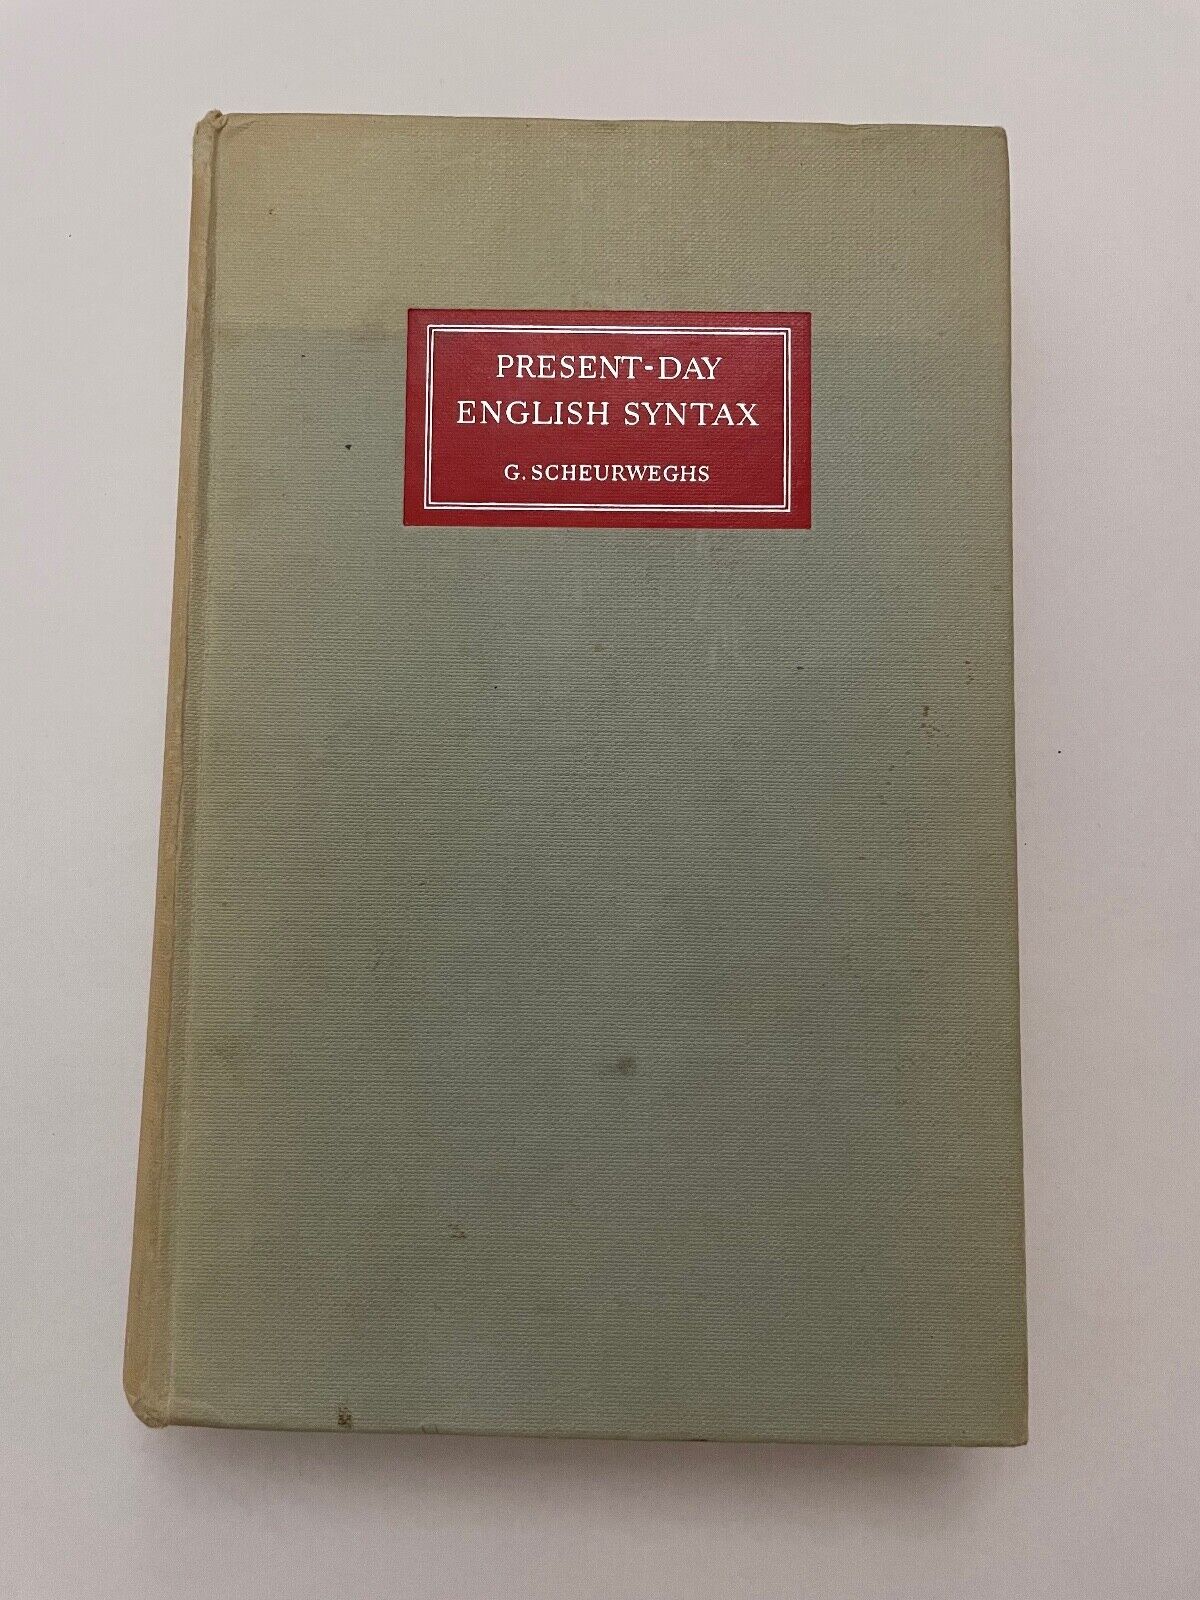 PRESENT-DAY
ENGLISH SYNTAX
G. SCHEURWEGHS